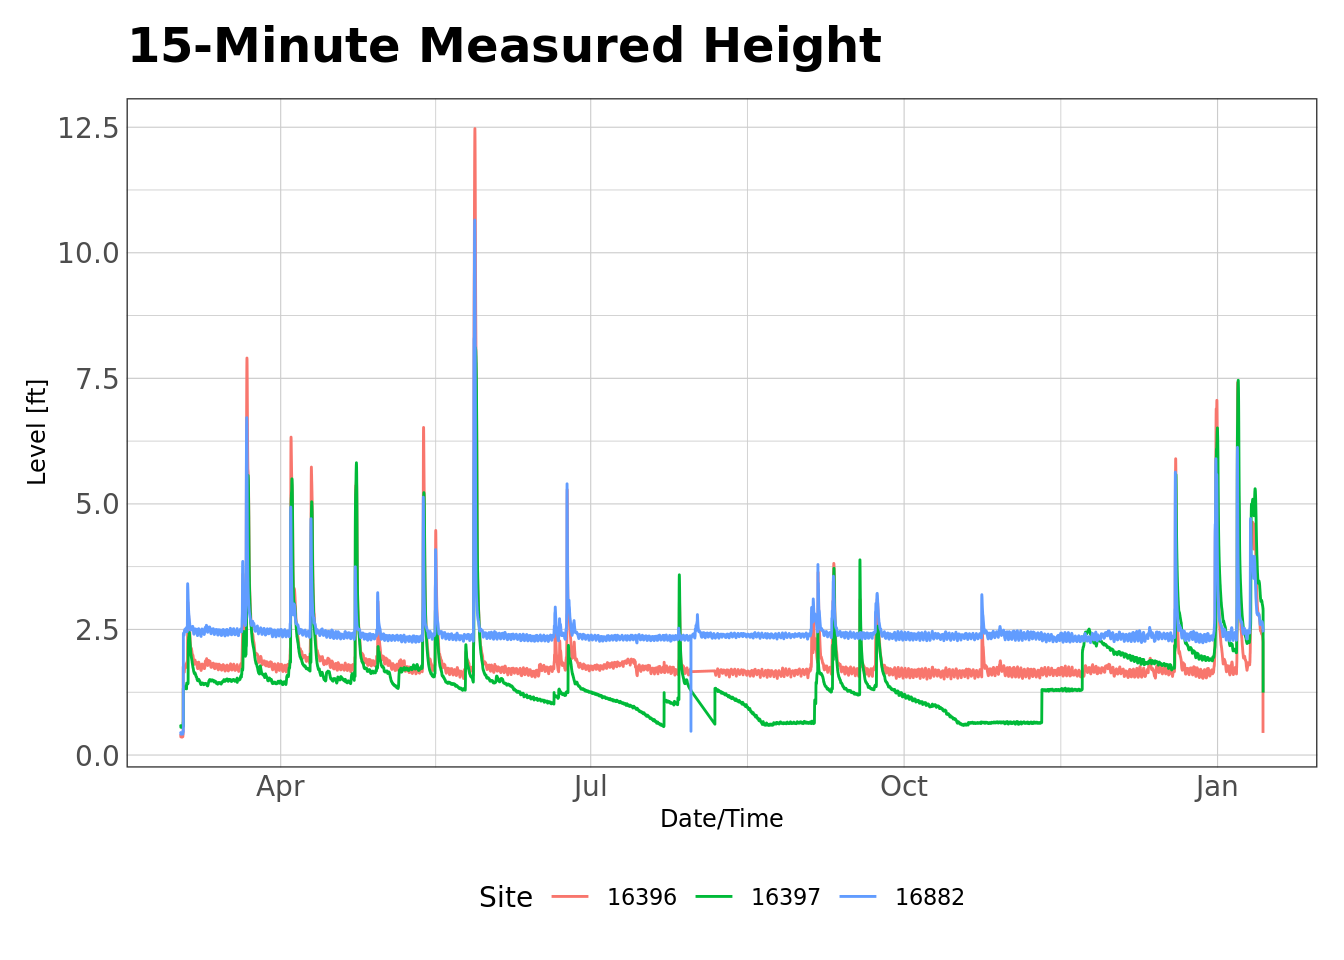 15-Minute Measured Height
Level [ft]
12.5
10.0
7.5
5.0
2.5
0.0
Apr Jul Oct Jan
Date/Time
Site 16396 16397 16882